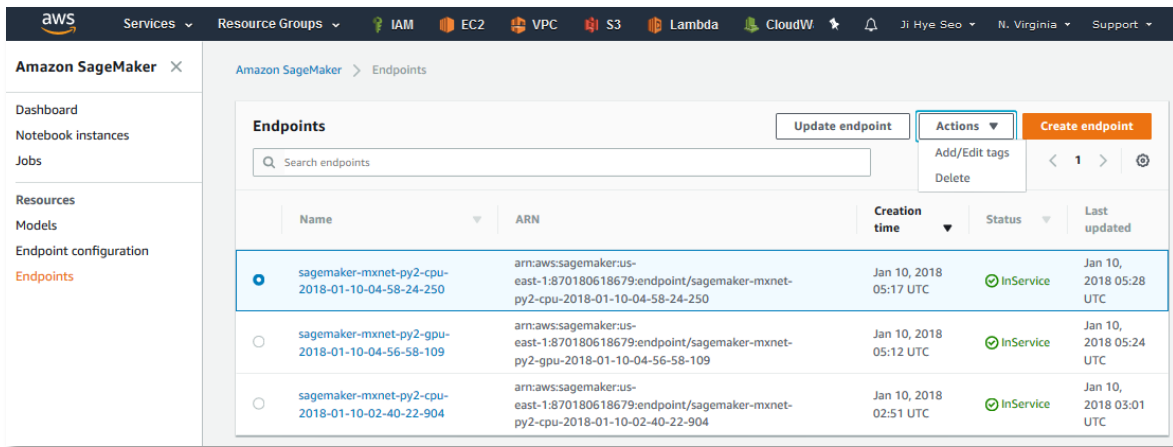 aws
Services
Resource Groups
IAM
EC2
VPC
S3
Lambda
CloudW
Ji Hye Seo
N. Virginia
Support
Amazon SageMaker
Dashboard
Notebook instances
Jobs
Resources
Models
Endpoint configuration
Endpoints
Amazon SageMaker > Endpoints
Endpoints
Update endpoint
Actions
Create endpoint
Search endpoints
Add/Edit tags
Delete
1
Name
ARN
Creation
time
Status
Last
updated
sagemaker-mxnet-py2-cpu-
2018-01-10-04-58-24-250
arn:aws:sagemaker:us-
east-1:870180618679:endpoint/sagemaker-mxnet-
py2-cpu-2018-01-10-04-58-24-250
Jan 10, 2018
05:17 UTC
InService
Jan 10,
2018 05:28
UTC
sagemaker-mxnet-py2-gpu-
2018-01-10-04-56-58-109
arn:aws:sagemaker:us-
east-1:870180618679:endpoint/sagemaker-mxnet-
py2-gpu-2018-01-10-04-56-58-109
Jan 10, 2018
05:12 UTC
InService
Jan 10,
2018 05:24
UTC
sagemaker-mxnet-py2-cpu-
2018-01-10-02-40-22-904
arn:aws:sagemaker:us-
east-1:870180618679:endpoint/sagemaker-mxnet-
py2-cpu-2018-01-10-02-40-22-904
Jan 10, 2018
02:51 UTC
InService
Jan 10,
2018 03:01
UTC